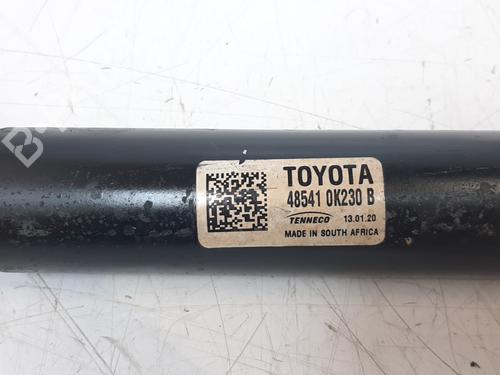 TOYOTA
48541 0K230 B
TENNECO 13.01.20
MADE IN SOUTH AFRICA